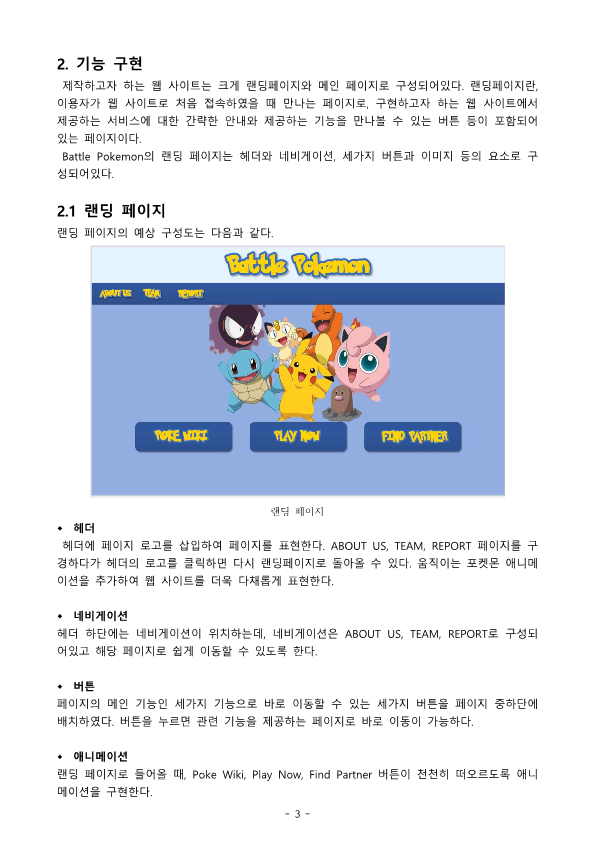 2. 기능 구현
제작하고자 하는 웹 사이트는 크게 랜딩페이지와 메인 페이지로 구성되어있다. 랜딩페이지란,
이용자가 웹 사이트로 처음 접속하였을 때 만나는 페이지로, 구현하고자 하는 웹 사이트에서
제공하는 서비스에 대한 간략한 안내와 제공하는 기능을 만나볼 수 있는 버튼 등이 포함되어
있는 페이지이다.
Battle Pokemon의 랜딩 페이지는 헤더와 네비게이션, 세가지 버튼과 이미지 등의 요소로 구
성되어있다.
2.1 랜딩 페이지
랜딩 페이지의 예상 구성도는 다음과 같다.
Battle Pokemon
ABOUT US TEAM REPORT
POKE WIKI PLAY NOW FIND PARTNER
랜딩 페이지
◆ 헤더
헤더에 페이지 로고를 삽입하여 페이지를 표현한다. ABOUT US, TEAM, REPORT 페이지를 구
경하다가 헤더의 로고를 클릭하면 다시 랜딩페이지로 돌아올 수 있다. 움직이는 포켓몬 애니메
이션을 추가하여 웹 사이트를 더욱 다채롭게 표현한다.
◆ 네비게이션
헤더 하단에는 네비게이션이 위치하는데, 네비게이션은 ABOUT US, TEAM, REPORT로 구성되
어있고 해당 페이지로 쉽게 이동할 수 있도록 한다.
◆ 버튼
페이지의 메인 기능인 세가지 기능으로 바로 이동할 수 있는 세가지 버튼을 페이지 중하단에
배치하였다. 버튼을 누르면 관련 기능을 제공하는 페이지로 바로 이동이 가능하다.
◆ 애니메이션
랜딩 페이지로 들어올 때, Poke Wiki, Play Now, Find Partner 버튼이 천천히 떠오르도록 애니
메이션을 구현한다.
- 3 -